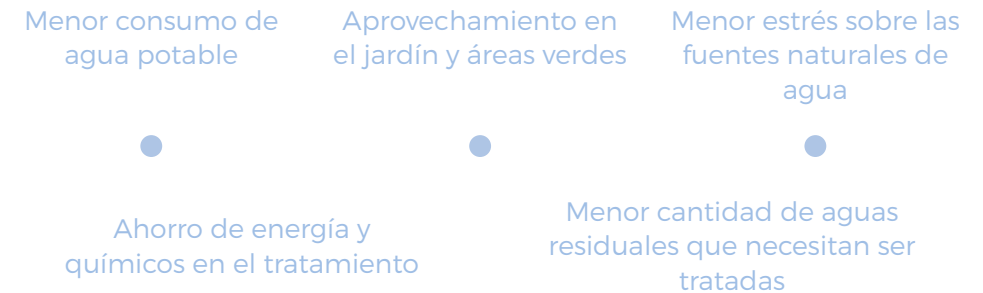 Menor consumo de
agua potable
Aprovechamiento en
el jardín y áreas verdes
Menor estrés sobre las
fuentes naturales de
agua
Ahorro de energía y
químicos en el tratamiento
Menor cantidad de aguas
residuales que necesitan ser
tratadas